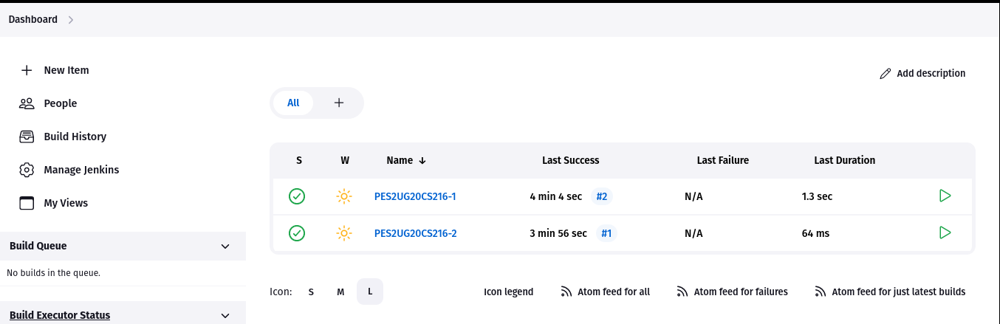 Dashboard
New Item
People
Build History
Manage Jenkins
My Views
Build Queue
No builds in the queue.
Build Executor Status
Add description
All
S W Name Last Success Last Failure Last Duration
PES2UG20CS216-1 4 min 4 sec #2 N/A 1.3 sec
PES2UG20CS216-2 3 min 56 sec #1 N/A 64 ms
Icon: S M L Icon legend Atom feed for all Atom feed for failures Atom feed for just latest builds